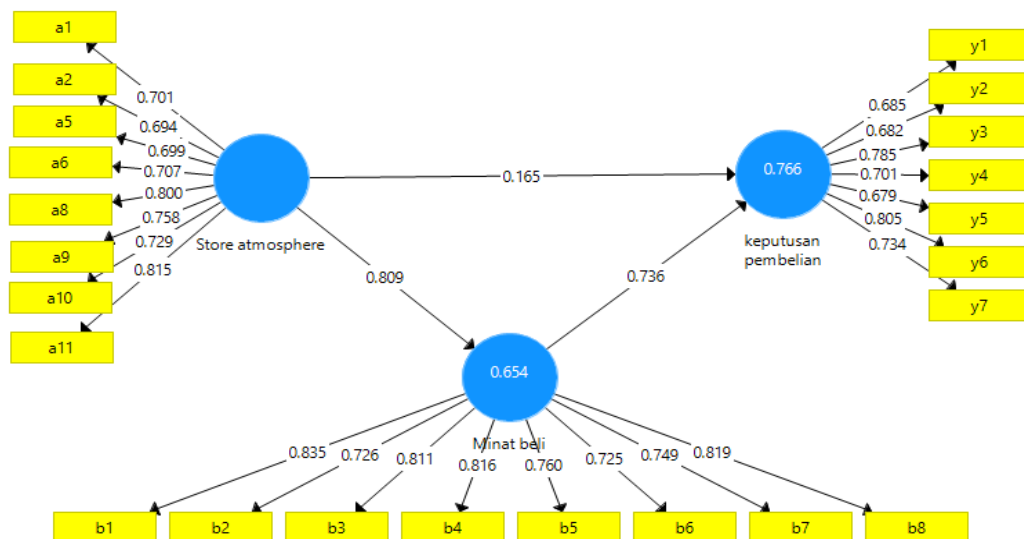 a1
a2
a5
a6
a8
a9
a10
a11
0.701
0.694
0.699
0.707
0.800
0.758
0.729
0.815
Store atmosphere
0.165
0.809
0.736
0.766
keputusan
pembelian
0.685
0.682
0.785
0.701
0.679
0.805
0.734
y1
y2
y3
y4
y5
y6
y7
0.654
Minat beli
0.835
0.726
0.811
0.816
0.760
0.725
0.749
0.819
b1
b2
b3
b4
b5
b6
b7
b8